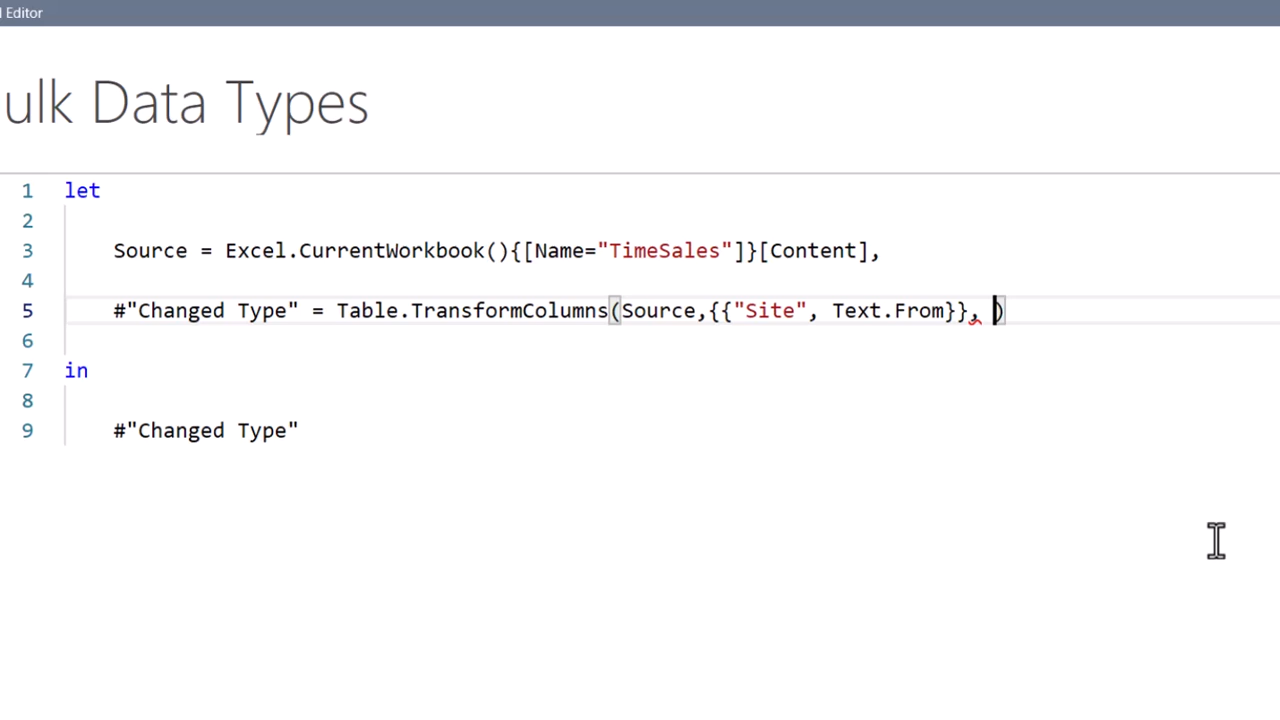 Editor
ulk Data Types
1 let
2
3 Source = Excel.CurrentWorkbook(){[Name="TimeSales"]}[Content],
4
5 #"Changed Type" = Table.TransformColumns(Source,{{"Site", Text.From}}, )
6
7 in
8
9 #"Changed Type"